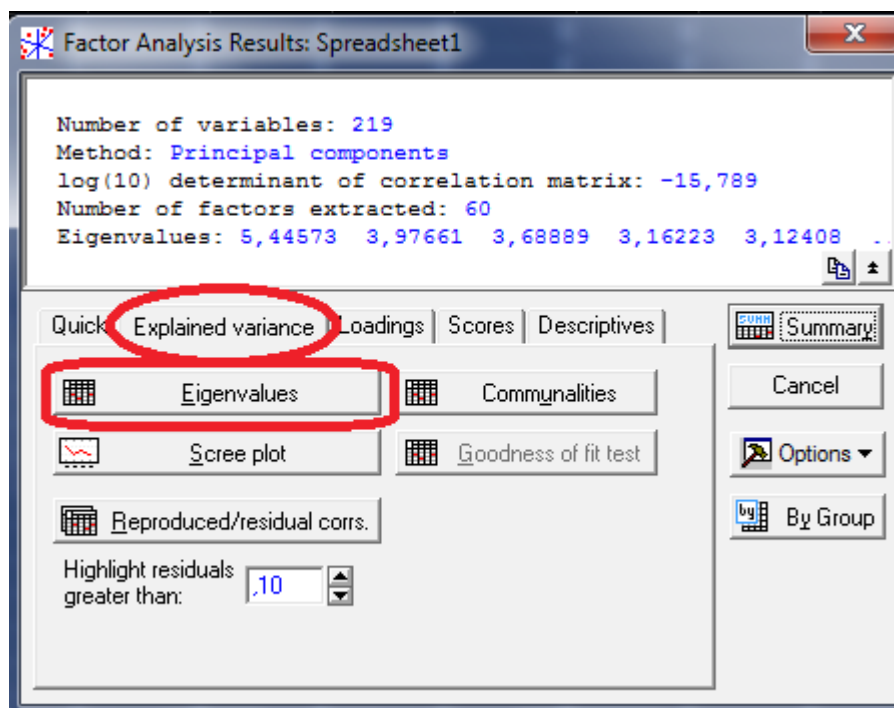 Factor Analysis Results: Spreadsheet1
Number of variables: 219
Method: Principal components
log(10) determinant of correlation matrix: -15,789
Number of factors extracted: 60
Eigenvalues: 5,44573 3,97661 3,68889 3,16223 3,12408 ..
Quick Explained variance Loadings Scores Descriptives
Summary
Eigenvalues Communalities
Cancel
Scree plot Goodness of fit test
Options
Reproduced/residual corrs.
By Group
Highlight residuals
greater than: ,10